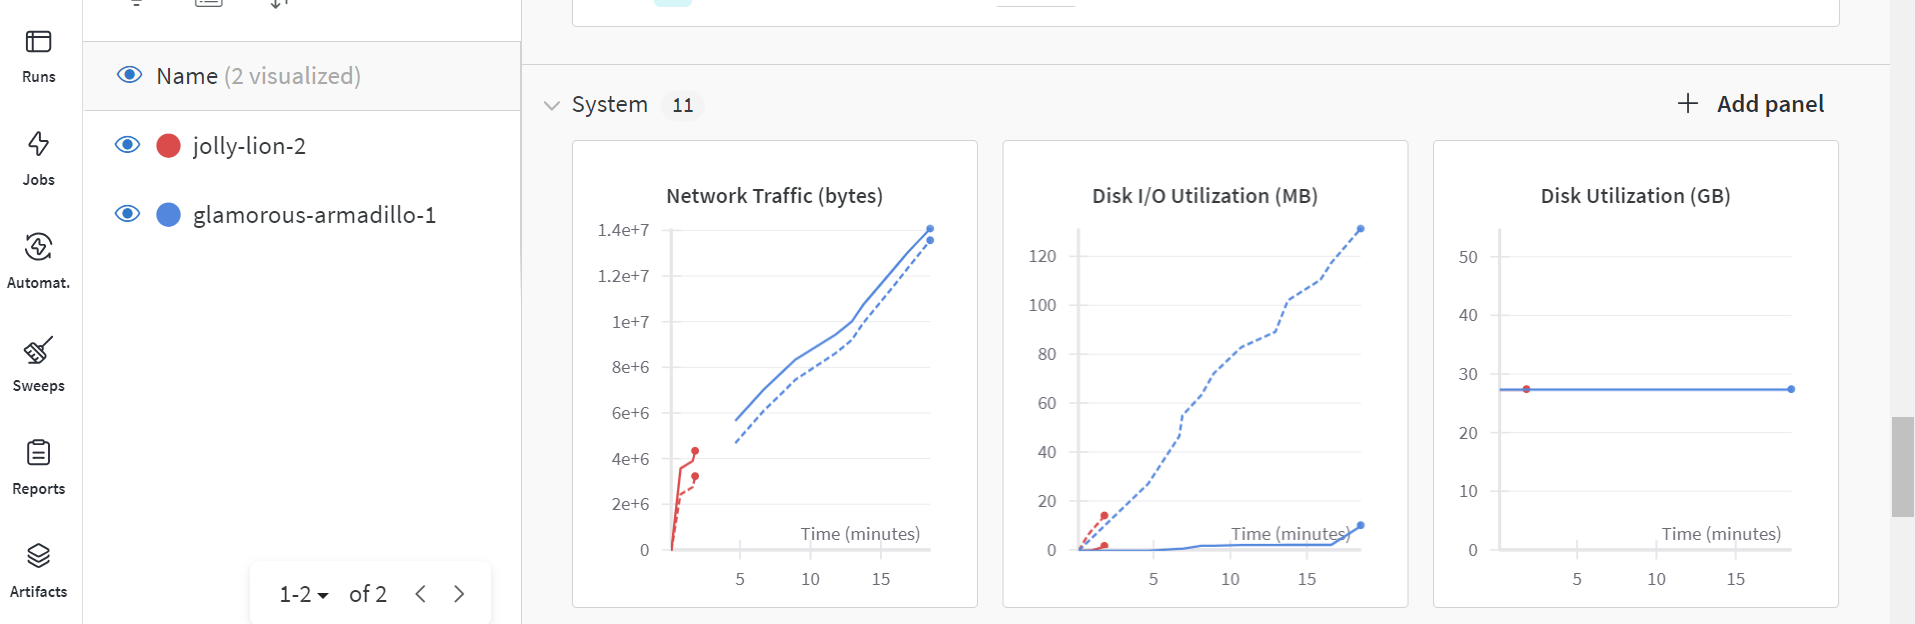 Runs
Jobs
Automat.
Sweeps
Reports
Artifacts
Name (2 visualized)
jolly-lion-2
glamorous-armadillo-1
1-2 of 2
System 11
Add panel
Network Traffic (bytes)
1.4e+7
1.2e+7
1e+7
8e+6
6e+6
4e+6
2e+6
0
Time (minutes)
5 10 15
Disk I/O Utilization (MB)
120
100
80
60
40
20
0
Time (minutes)
5 10 15
Disk Utilization (GB)
50
40
30
20
10
0
Time (minutes)
5 10 15